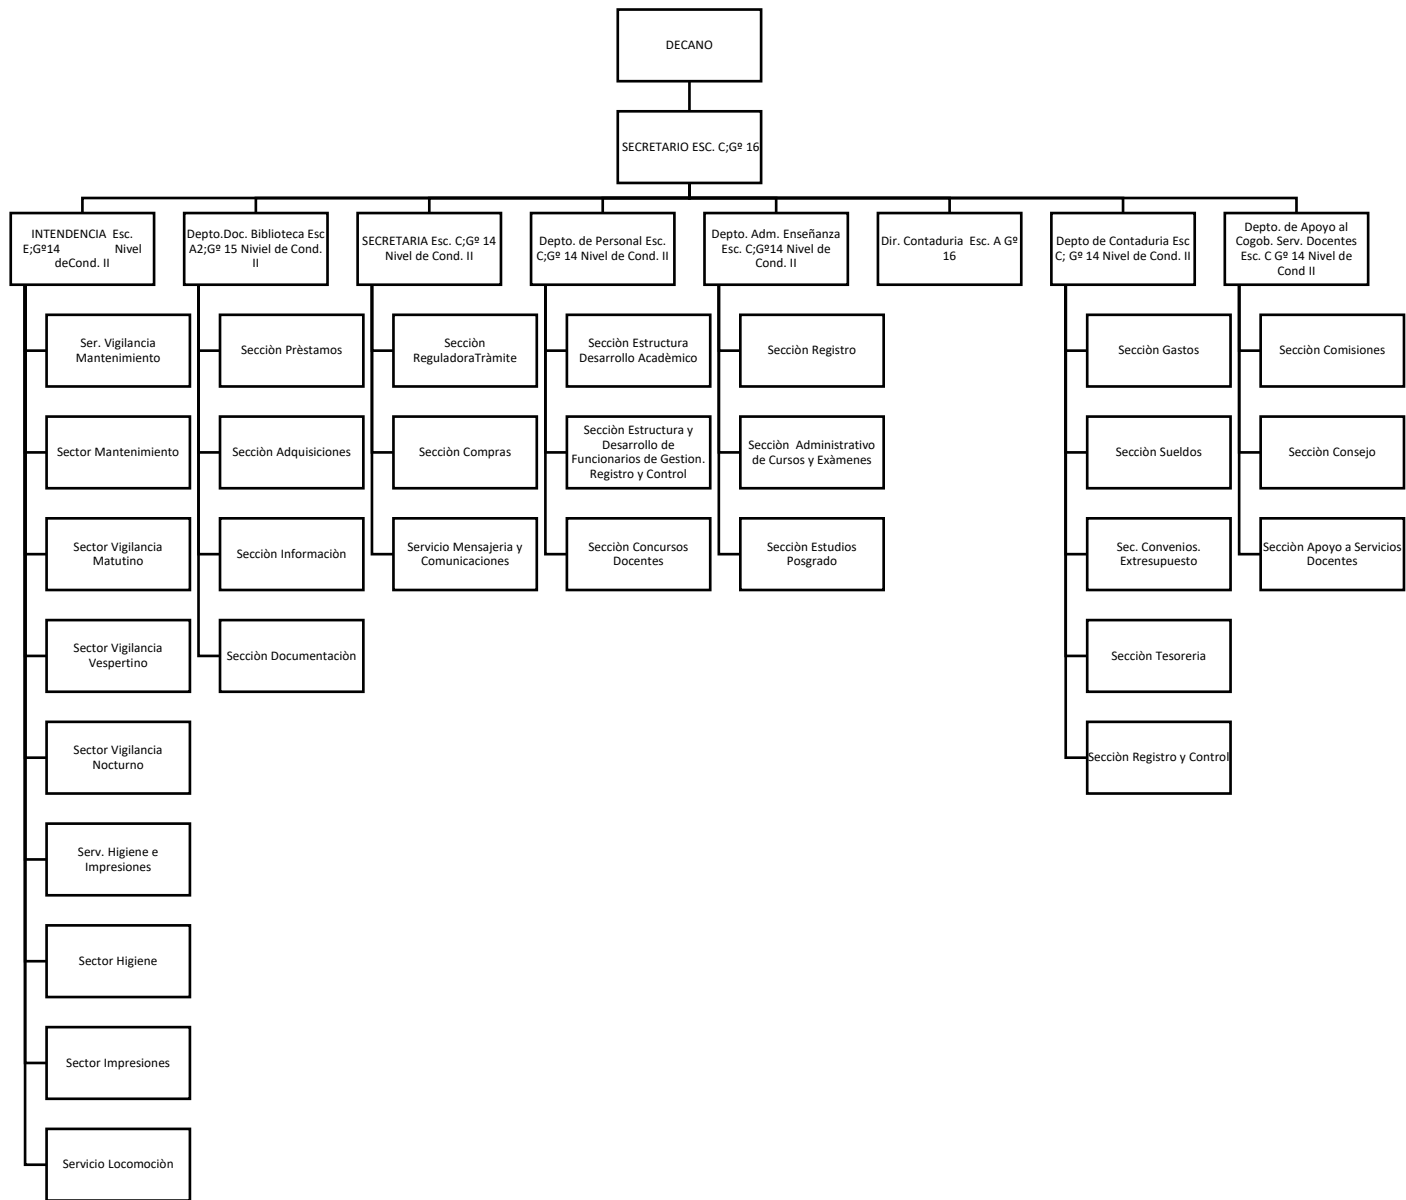 DECANO
SECRETARIO ESC. C;Gº 16
INTENDENCIA Esc.
E;Gº14 Nivel
deCond. II
Depto.Doc. Biblioteca Esc
A2;Gº 15 Niviel de Cond.
II
SECRETARIA Esc. C;Gº 14
Nivel de Cond. II
Depto. de Personal Esc.
C;Gº 14 Nivel de Cond. II
Depto. Adm. Enseñanza
Esc. C;Gº14 Nivel de
Cond. II
Dir. Contaduria Esc. A Gº
16
Depto de Contaduria Esc
C; Gº 14 Nivel de Cond. II
Depto. de Apoyo al
Cogob. Serv. Docentes
Esc. C Gº 14 Nivel de
Cond II
Ser. Vigilancia
Mantenimiento
Sector Mantenimiento
Sector Vigilancia
Matutino
Sector Vigilancia
Vespertino
Sector Vigilancia
Nocturno
Serv. Higiene e
Impresiones
Sector Higiene
Sector Impresiones
Servicio Locomociòn
Secciòn Prèstamos
Secciòn Adquisiciones
Secciòn Informaciòn
Secciòn Documentaciòn
Secciòn
ReguladoraTràmite
Secciòn Compras
Servicio Mensajeria y
Comunicaciones
Secciòn Estructura
Desarrollo Acadèmico
Secciòn Estructura y
Desarrollo de
Funcionarios de Gestion.
Registro y Control
Secciòn Concursos
Docentes
Secciòn Registro
Secciòn Administrativo
de Cursos y Exàmenes
Secciòn Estudios
Posgrado
Secciòn Gastos
Secciòn Sueldos
Sec. Convenios.
Extresupuesto
Secciòn Tesoreria
Secciòn Registro y Control
Secciòn Comisiones
Secciòn Consejo
Secciòn Apoyo a Servicios
Docentes